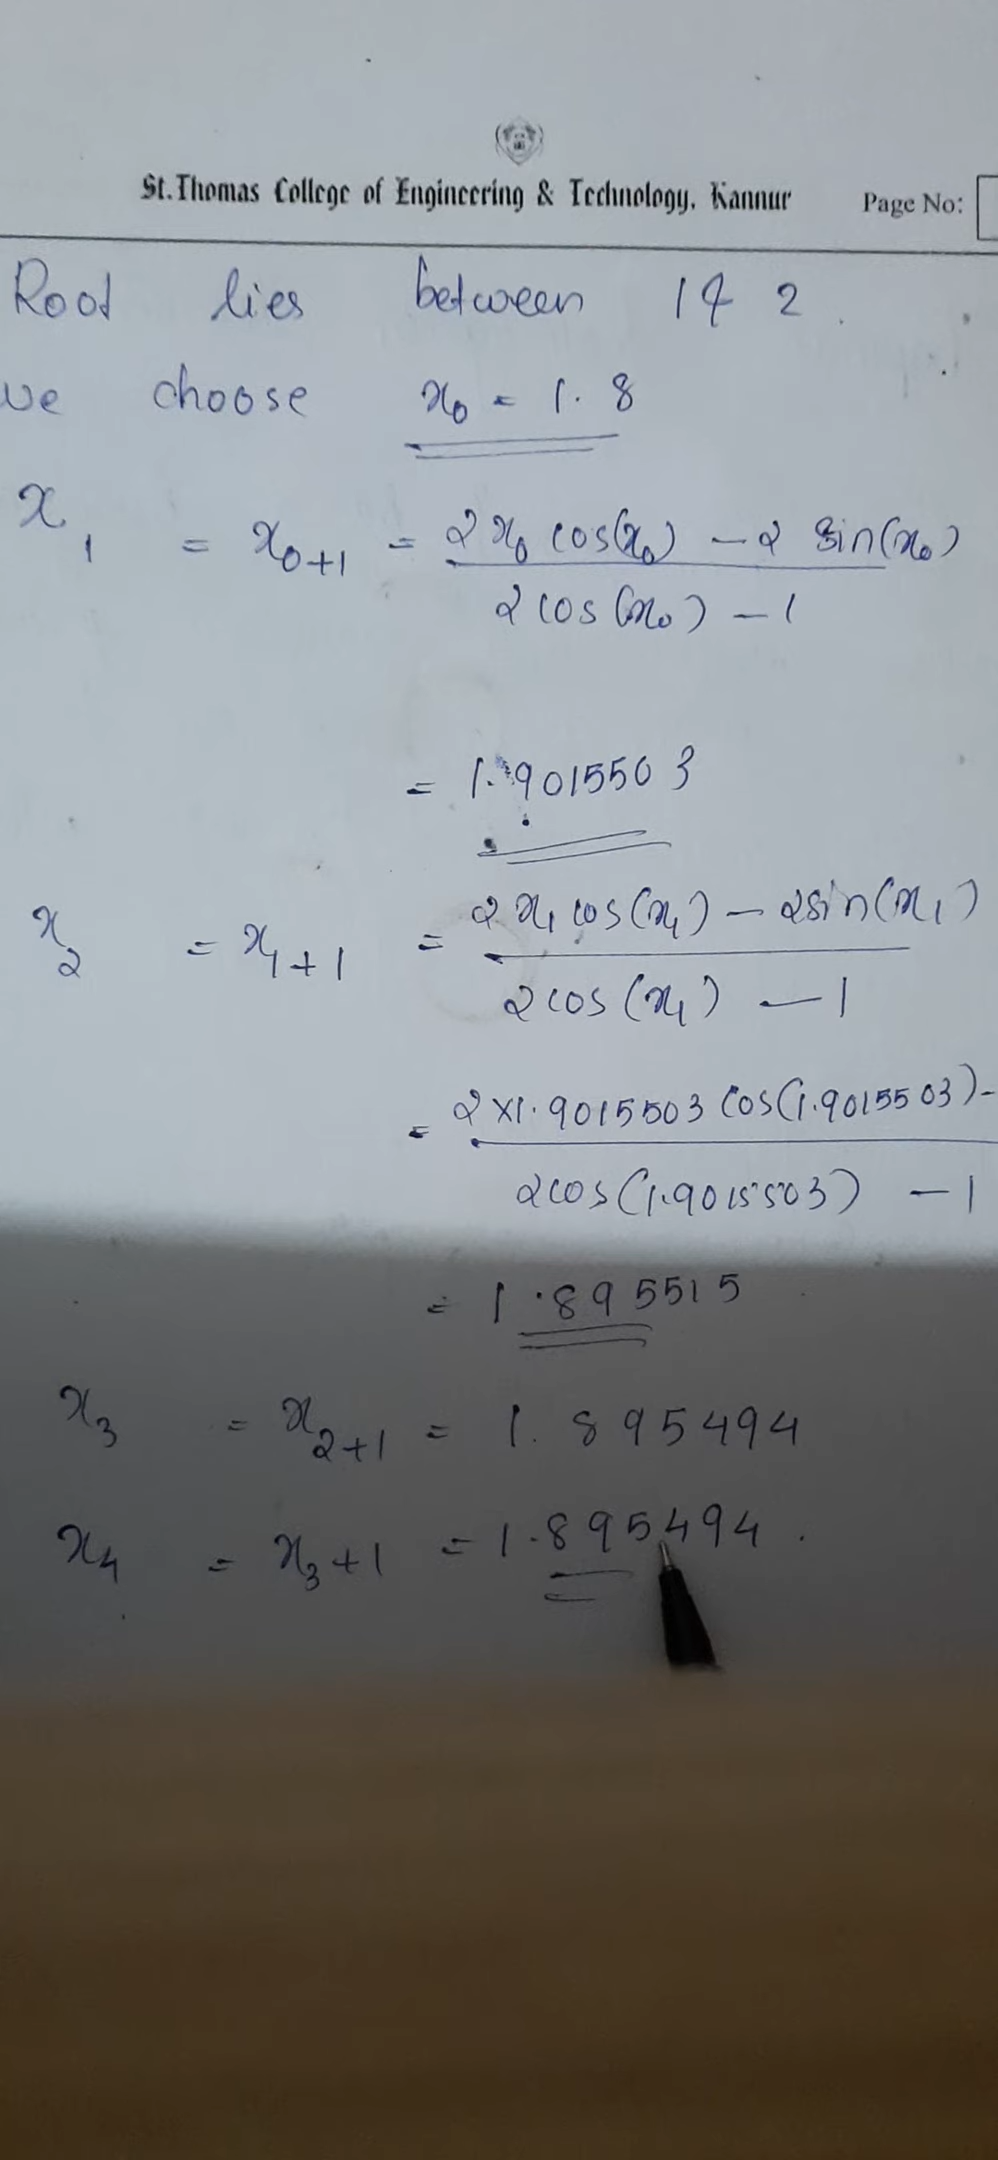 St.Thomas College of Engineering & Technology, Kannur Page No:
Root lies between 1 & 2.
we choose x₀ = 1.8
x₁ = x₀₊₁ = (2x₀ cos(x₀) - 2 sin(x₀)) / (2cos(x₀) - 1)
= 1.9015503
x₂ = x₁₊₁ = (2x₁ cos(x₁) - 2sin(x₁)) / (2cos(x₁) - 1)
= (2×1.9015503 cos(1.9015503) -) / (2cos(1.9015503) - 1)
= 1.895515
x₃ = x₂₊₁ = 1.895494
x₄ = x₃₊₁ = 1.895494.